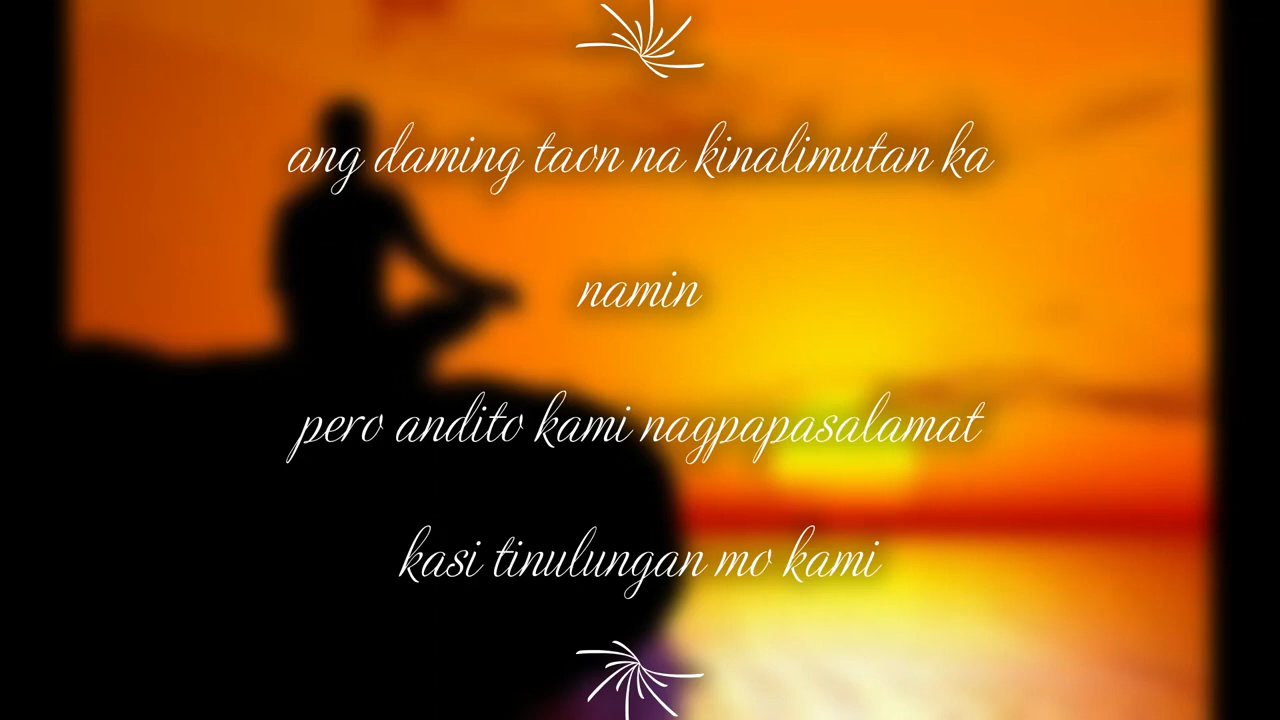 ang daming taon na kinalimutan ka
namin
pero andito kami nagpapasalamat
kasi tinulungan mo kami